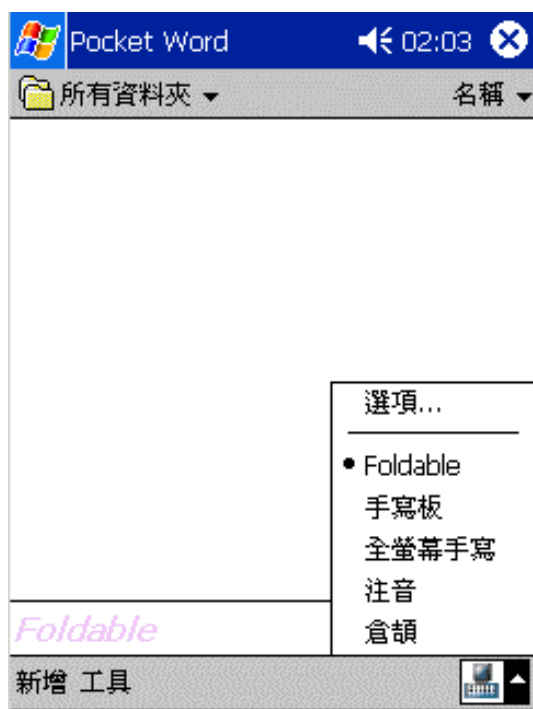 Pocket Word 02:03
所有資料夾 名稱
選項...
Foldable
手寫板
全螢幕手寫
注音
倉頡
Foldable
新增 工具